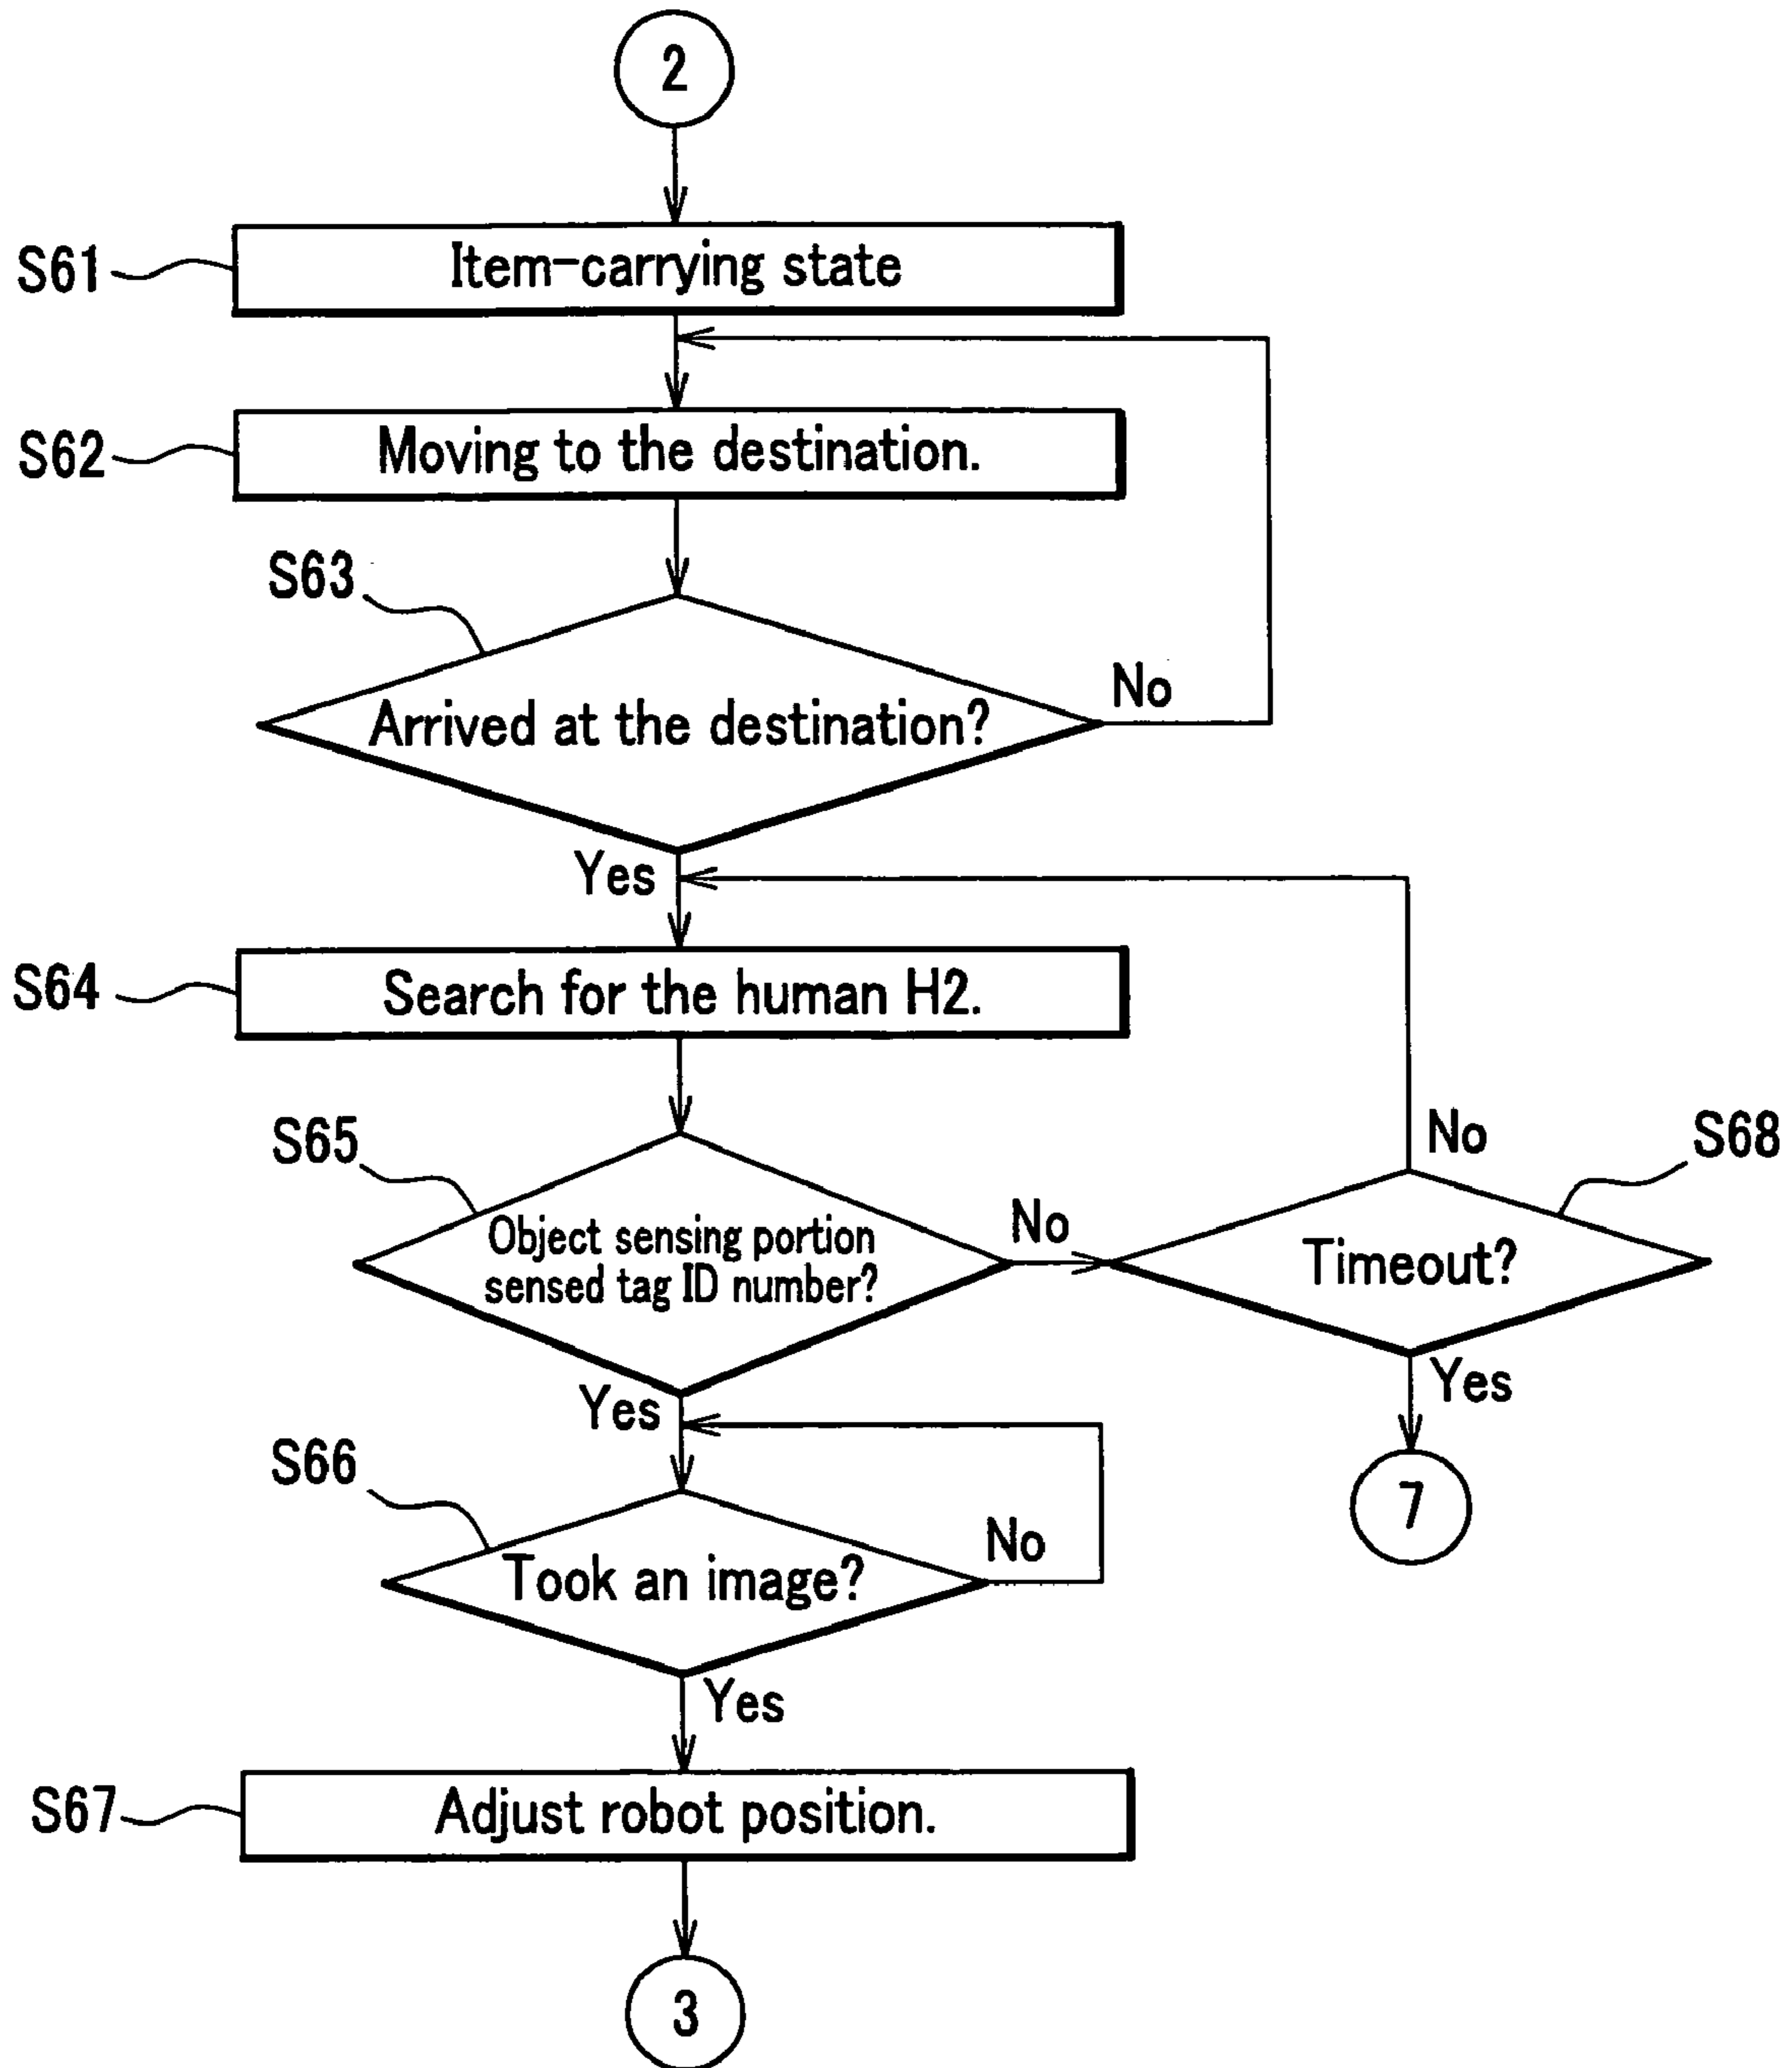 2
S61
Item-carrying state
S62
Moving to the destination.
S63
Arrived at the destination?
No
Yes
S64
Search for the human H2.
S65
Object sensing portion
sensed tag ID number?
No
No
S68
Timeout?
Yes
7
Yes
S66
Took an image?
No
Yes
S67
Adjust robot position.
3